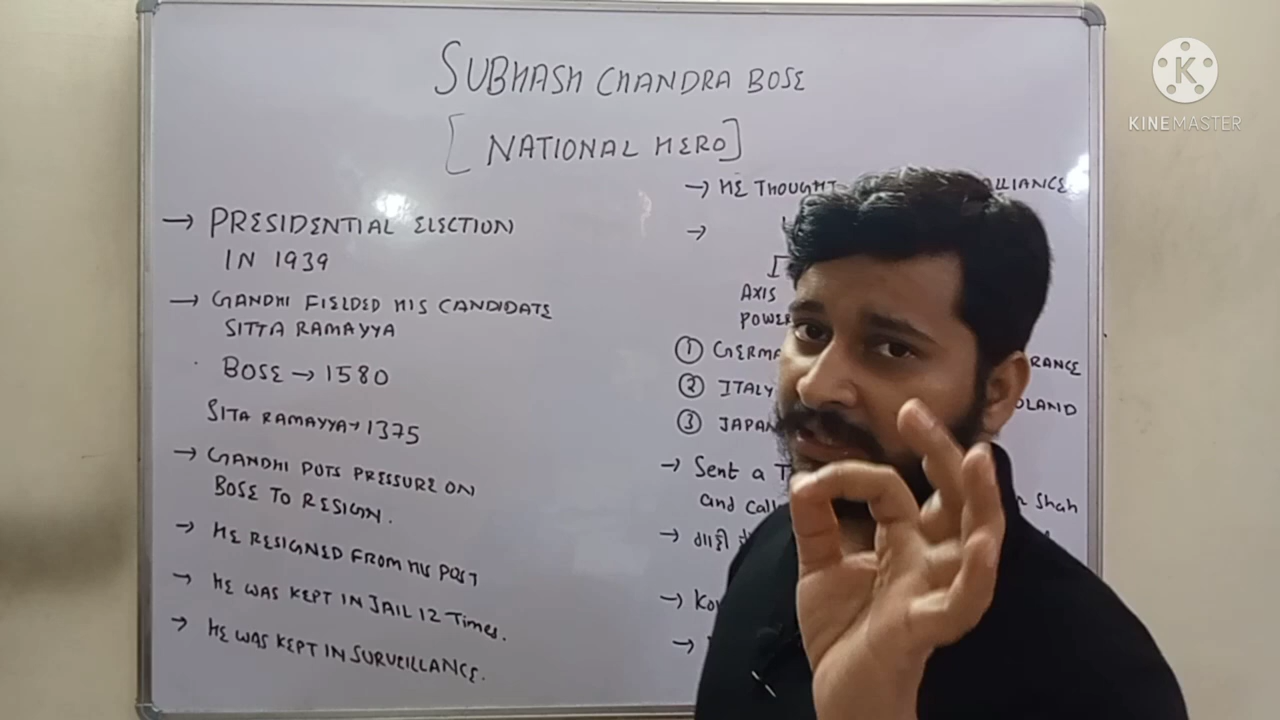 SUBHASH CHANDRA BOSE
[NATIONAL HERO]
→ PRESIDENTIAL ELECTION
IN 1939
→ GANDHI FIELDED HIS CANDIDATE
SITTA RAMAYYA
BOSE → 1580
SITA RAMAYYA → 1375
→ GANDHI PUTS PRESSURE ON
BOSE TO RESIGN.
→ HE RESIGNED FROM HIS POST
→ HE WAS KEPT IN JAIL 12 Times.
→ HE WAS KEPT IN SURVEILLANCE.
→ HE THOUGHT ALLIANCE
→
AXIS
POWER
① GERMA RANCE
② ITALY OLAND
③ JAPAN
→ Sent a
and call Shah
→
→
→
KINEMASTER